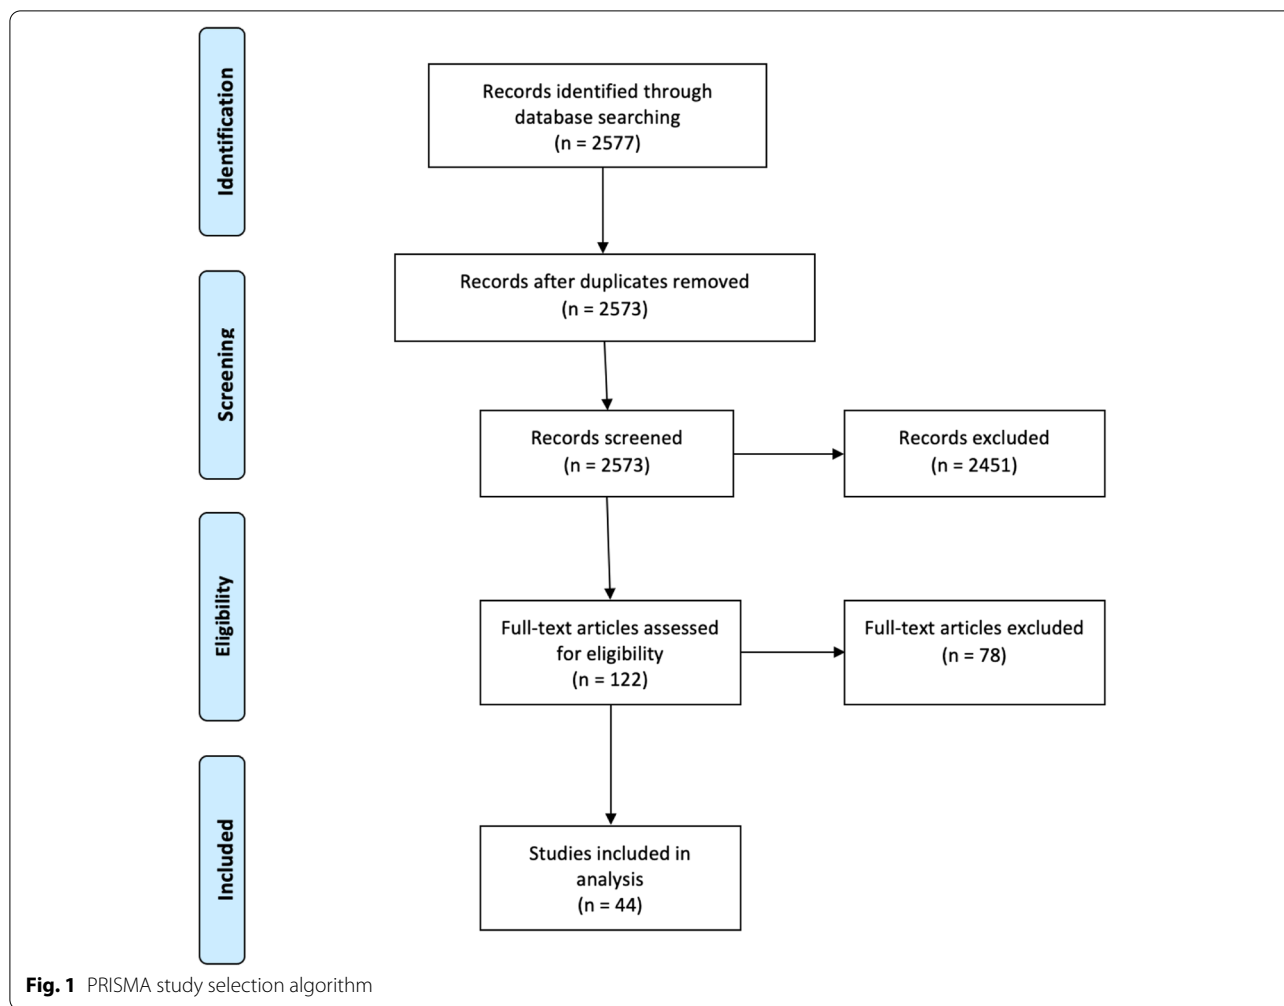 Identification
Records identified through
database searching
(n = 2577)
Records after duplicates removed
(n = 2573)
Screening
Records screened
(n = 2573)
Records excluded
(n = 2451)
Eligibility
Full-text articles assessed
for eligibility
(n = 122)
Full-text articles excluded
(n = 78)
Included
Studies included in
analysis
(n = 44)
Fig. 1 PRISMA study selection algorithm